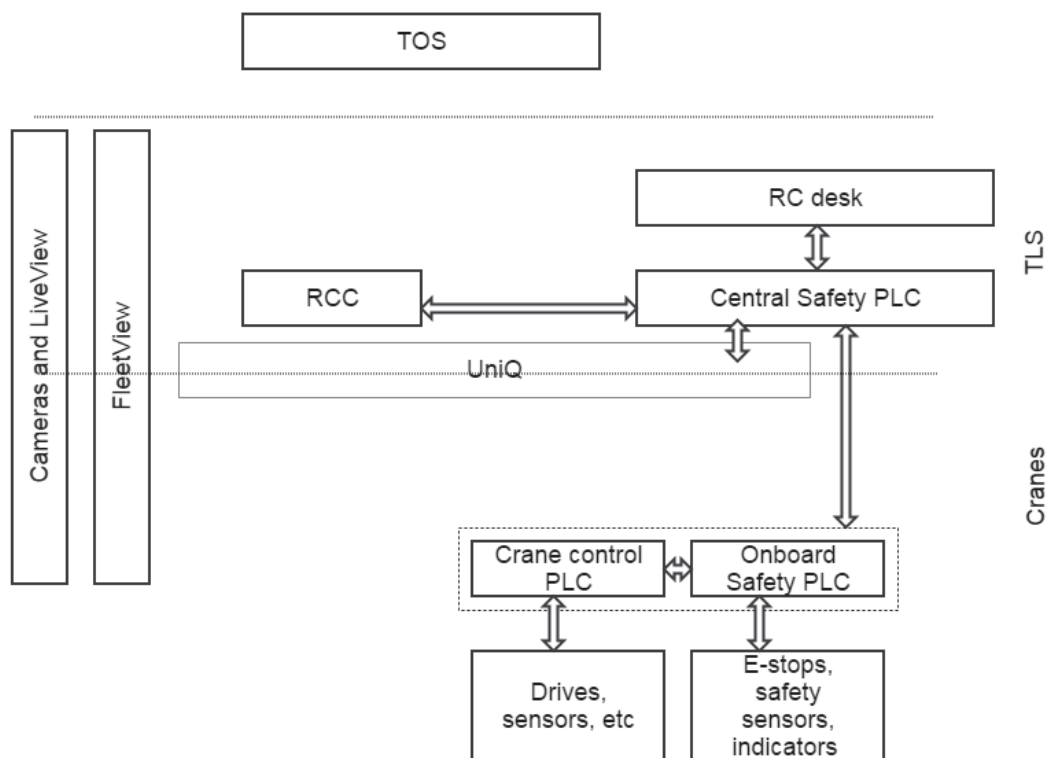 TOS
RC desk
TLS
RCC
Central Safety PLC
UniQ
Cameras and LiveView
FleetView
Cranes
Crane control
PLC
Onboard
Safety PLC
Drives,
sensors, etc
E-stops,
safety
sensors,
indicators